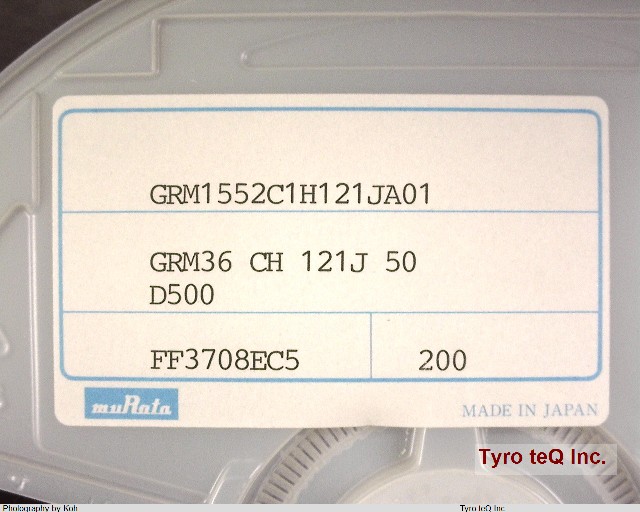 GRM1552C1H121JA01
GRM36 CH 121J 50
D500
FF3708EC5 200
muRata MADE IN JAPAN
Tyro teQ Inc.
Photography by Koh Tyro teQ Inc